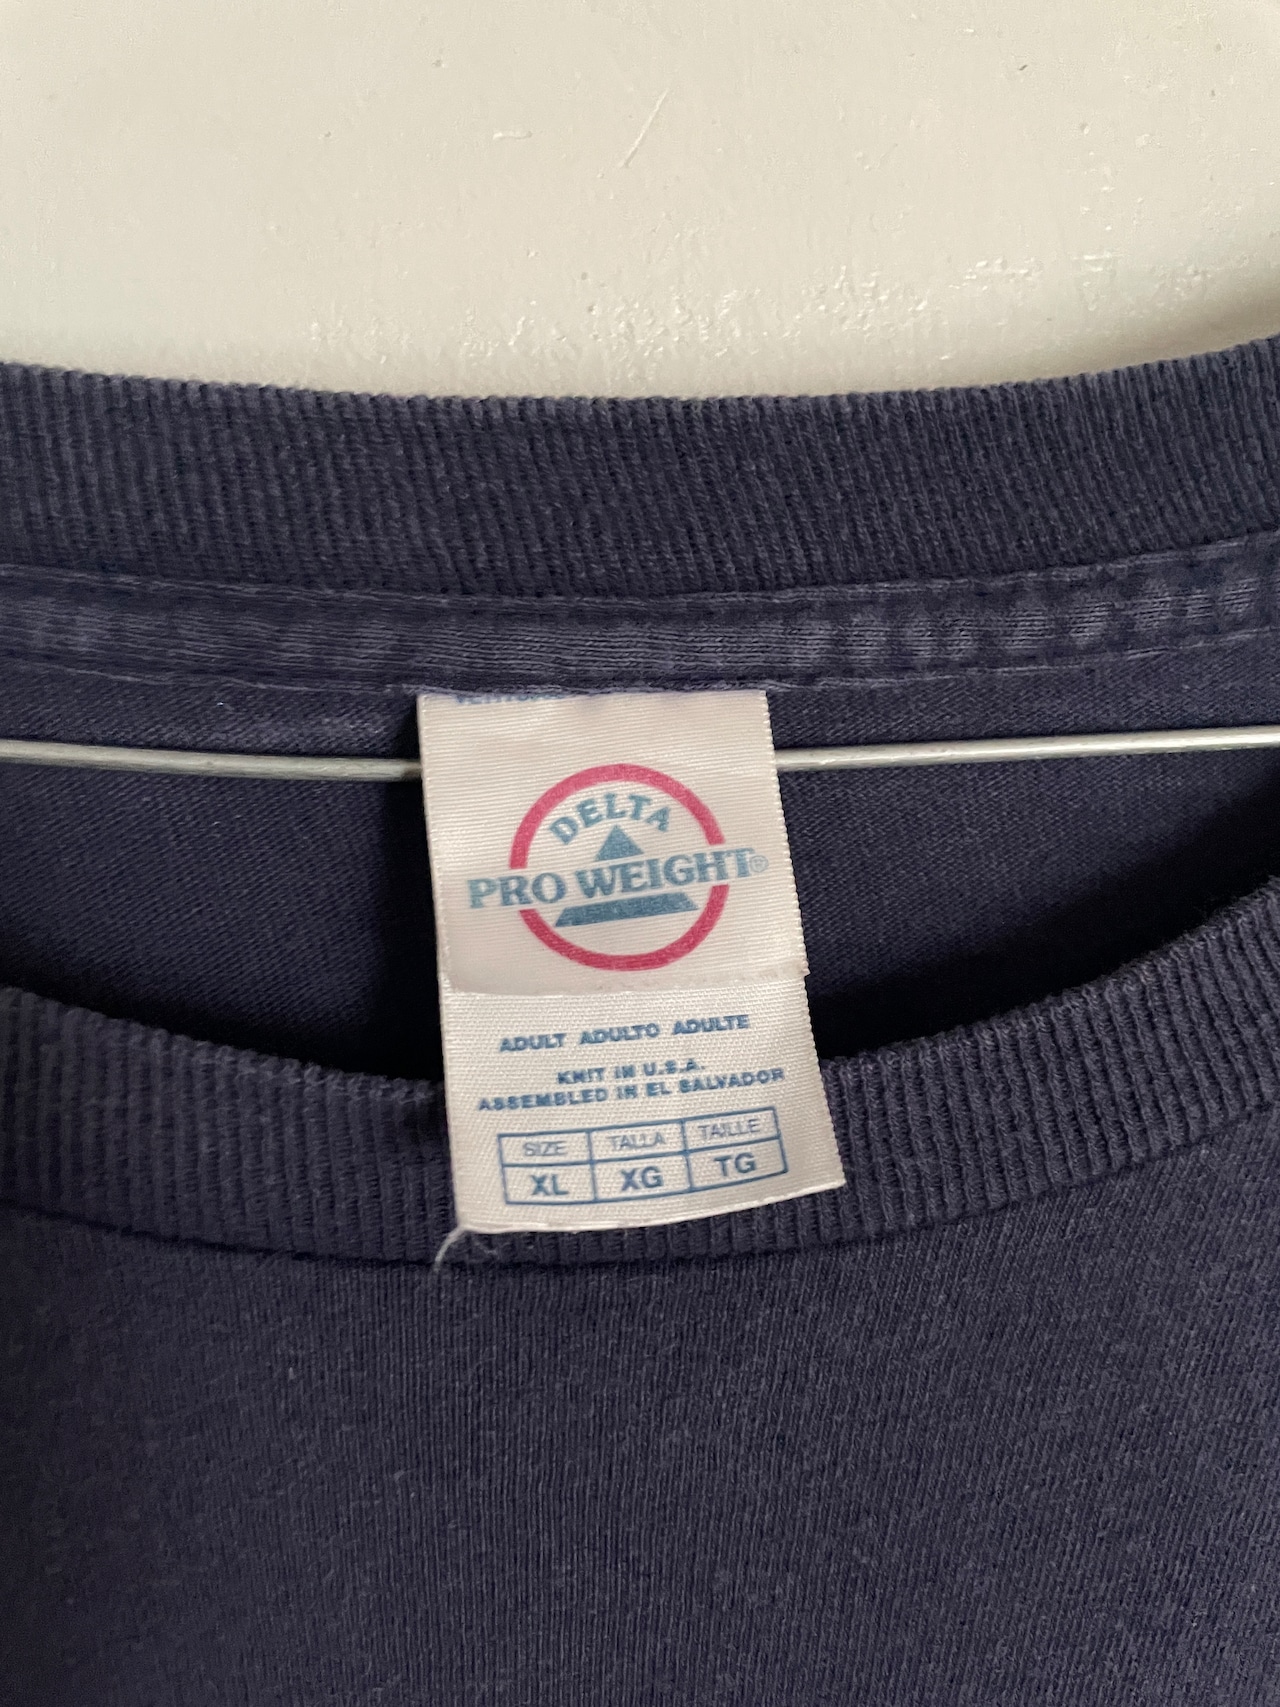 DELTA
PRO WEIGHT®
ADULT ADULTO ADULTE
KNIT IN U.S.A.
ASSEMBLED IN EL SALVADOR
SIZE TALLA TAILLE
XL XG TG